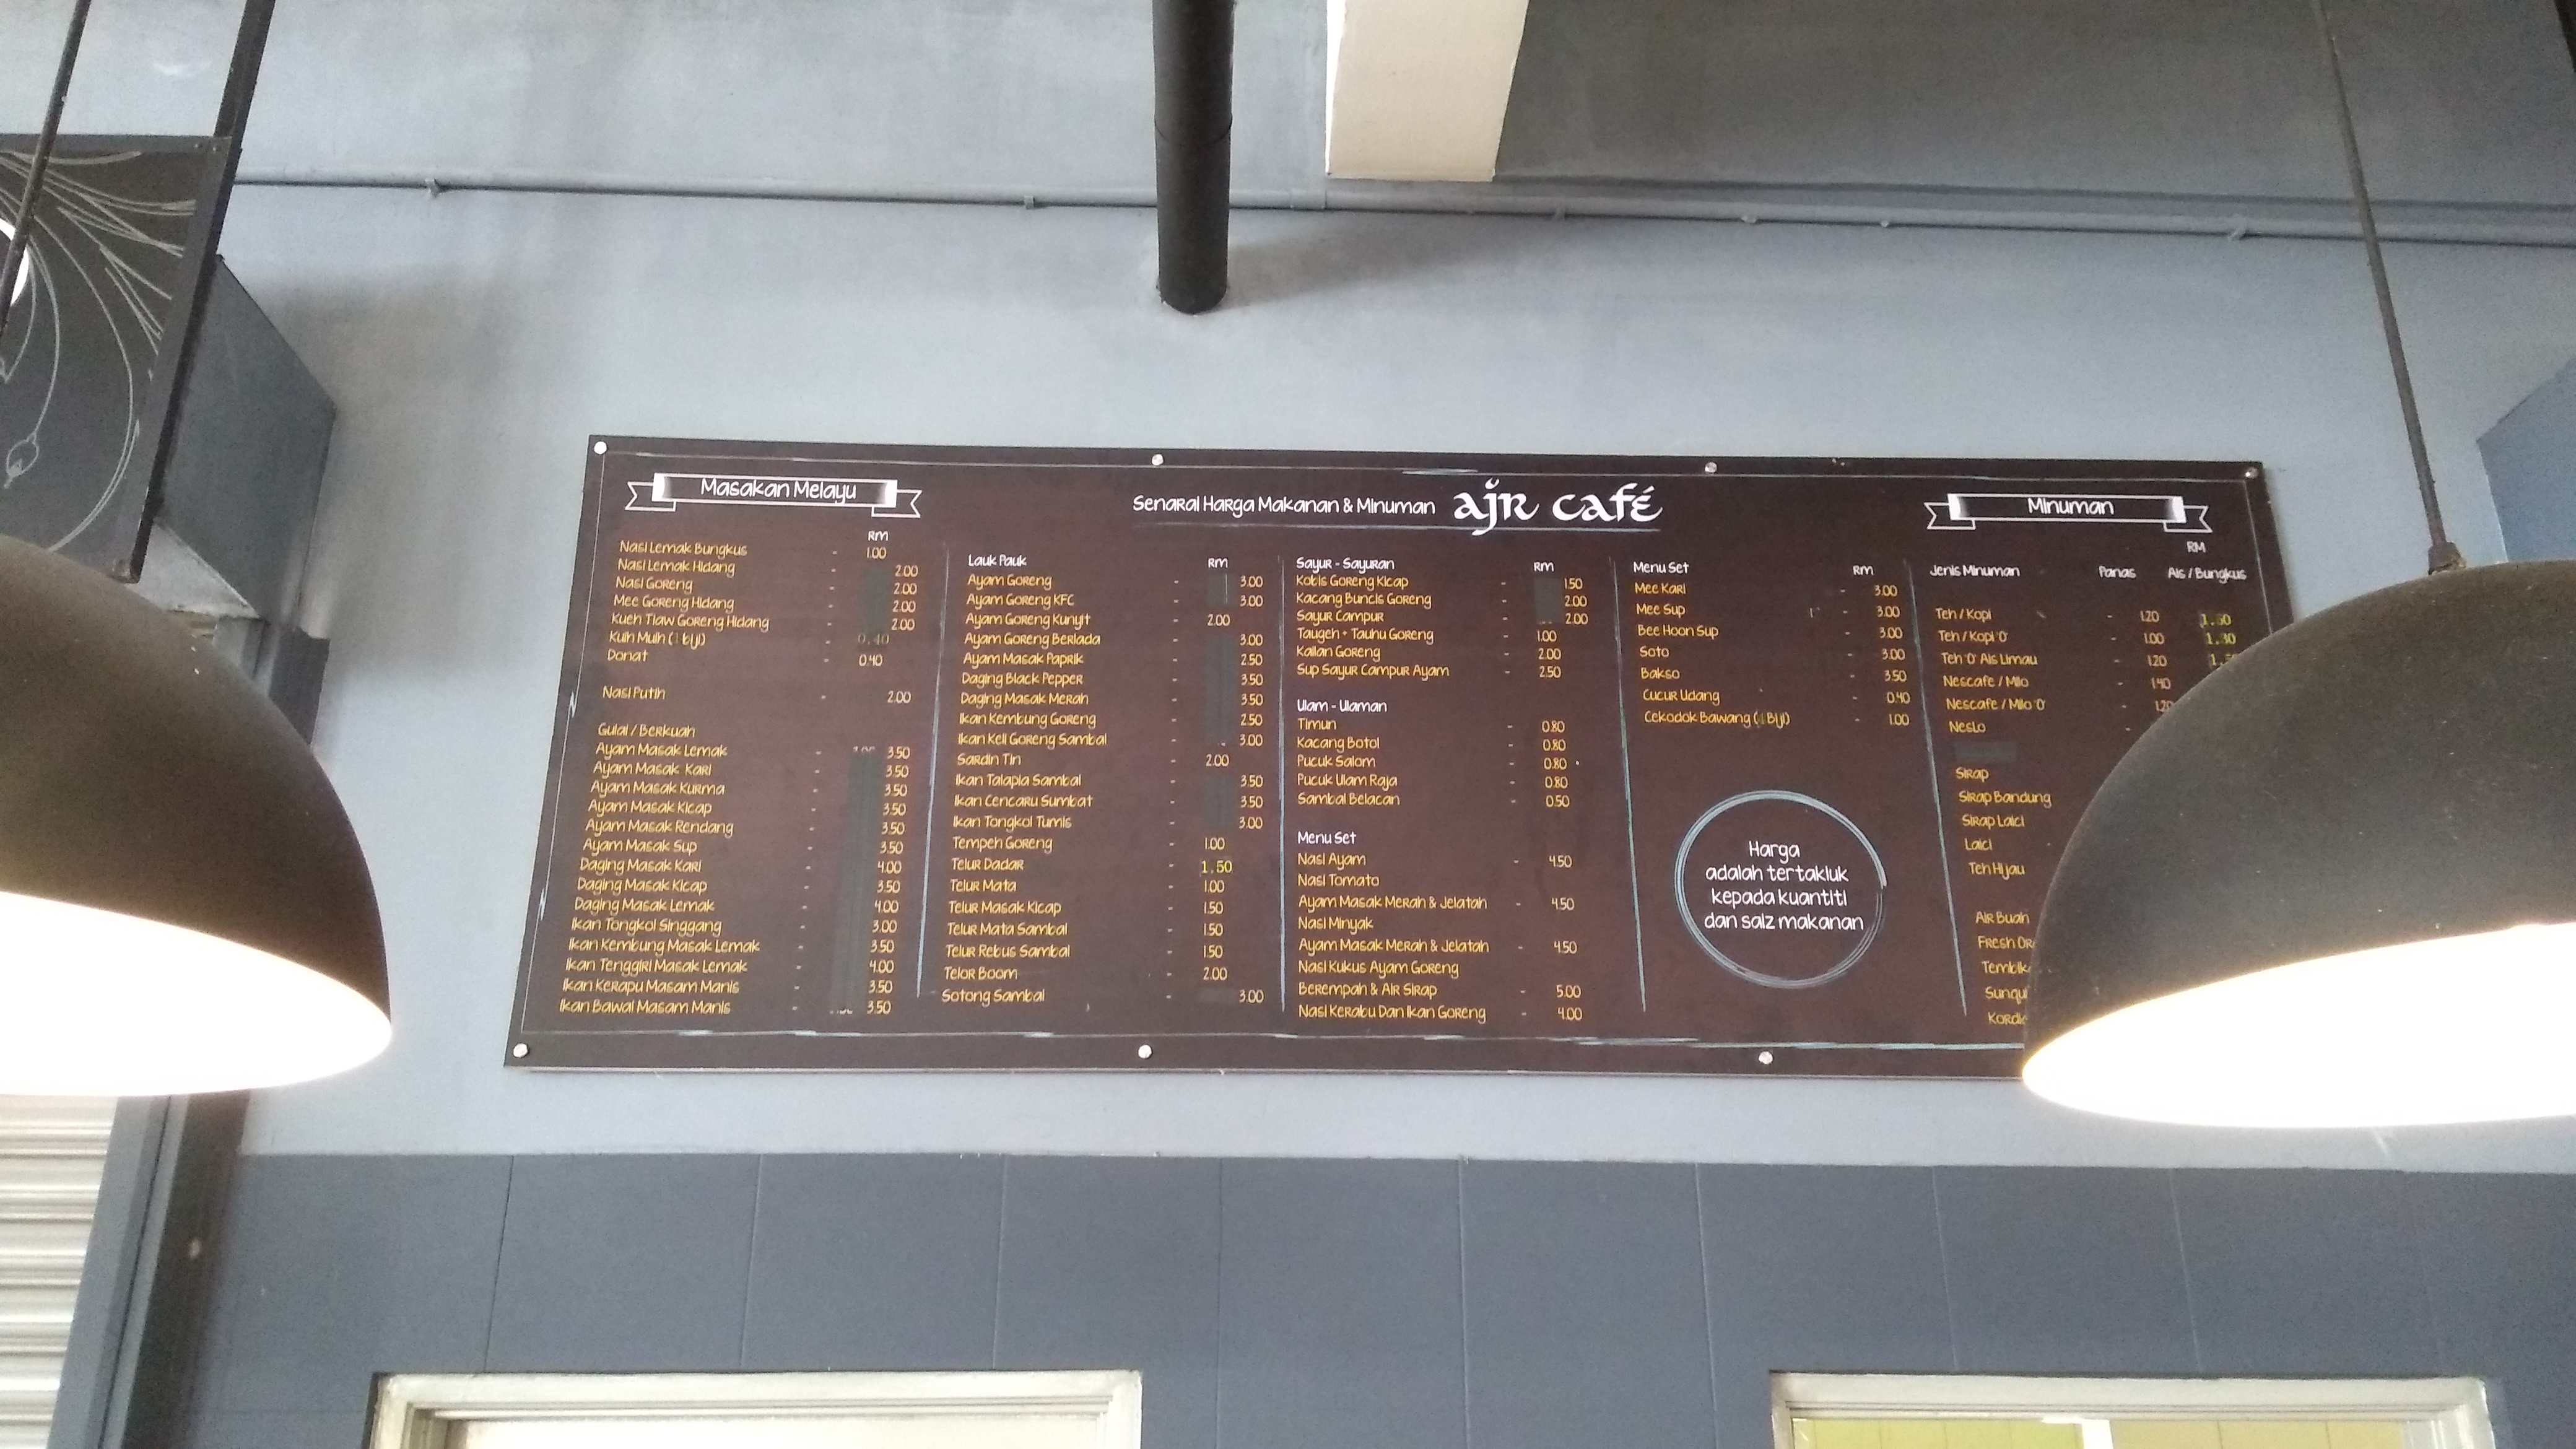 Masakan Melayu
Senarai Harga Makanan & Minuman ajr café
Minuman
RM
Nasi Lemak Bungkus - 1.00
Nasi Lemak Hidang 2.00
Nasi Goreng 2.00
Mee Goreng Hidang 2.00
Kueh Tiaw Goreng Hidang 2.00
Kuih Muih (1 biji) - 0.40
Donat - 0.40
Nasi Putih - 2.00
Gulai / Berkuah
Ayam Masak Lemak - 3.50
Ayam Masak Kari - 3.50
Ayam Masak Kurma - 3.50
Ayam Masak Kicap - 3.50
Ayam Masak Rendang - 3.50
Ayam Masak Sup - 3.50
Daging Masak Kari - 4.00
Daging Masak Kicap - 3.50
Daging Masak Lemak - 4.00
Ikan Tongkol Singgang - 3.00
Ikan Kembung Masak Lemak - 3.50
Ikan Tenggiri Masak Lemak - 4.00
Ikan Kerapu Masam Manis - 3.50
Ikan Bawal Masam Manis - 3.50
Lauk Pauk RM
Ayam Goreng - 3.00
Ayam Goreng KFC - 3.00
Ayam Goreng Kunyit - 2.00
Ayam Goreng Berlada - 3.00
Ayam Masak Paprik - 2.50
Daging Black Pepper - 3.50
Daging Masak Merah - 3.50
Ikan Kembung Goreng - 2.50
Ikan Keli Goreng Sambal - 3.00
Sardin Tin - 2.00
Ikan Talapia Sambal - 3.50
Ikan Cencaru Sumbat - 3.50
Ikan Tongkol Tumis - 3.00
Tempeh Goreng - 1.00
Telur Dadar - 1.50
Telur Mata - 1.00
Telur Masak Kicap - 1.50
Telur Mata Sambal - 1.50
Telur Rebus Sambal - 1.50
Telor Boom - 2.00
Sotong Sambal - 3.00
Sayur - Sayuran RM
Kobis Goreng Kicap - 1.50
Kacang Buncis Goreng - 2.00
Sayur Campur - 2.00
Taugeh + Tauhu Goreng - 1.00
Kailan Goreng - 2.00
Sup Sayur Campur Ayam - 2.50
Ulam - Ulaman
Timun - 0.80
Kacang Botol - 0.80
Pucuk Salom - 0.80
Pucuk Ulam Raja - 0.80
Sambal Belacan - 0.50
Menu Set
Nasi Ayam - 4.50
Nasi Tomato
Ayam Masak Merah & Jelatah - 4.50
Nasi Minyak
Ayam Masak Merah & Jelatah - 4.50
Nasi Kukus Ayam Goreng
Berempah & Air Sirap - 5.00
Nasi Kerabu Dan Ikan Goreng - 4.00
Menu Set RM
Mee Kari - 3.00
Mee Sup - 3.00
Bee Hoon Sup - 3.00
Soto - 3.00
Bakso - 3.50
Cucur Udang - 0.40
Cekodok Bawang ( Biji) - 1.00
Harga
adalah tertakluk
kepada kuantiti
dan saiz makanan
RM
Jenis Minuman Panas Ais / Bungkus
Teh / Kopi - 1.20
Teh / Kopi 'O' - 1.00 1.30
Teh 'O' Ais Limau - 1.20
Nescafe / Milo - 1.40
Nescafe / Milo 'O' - 1.20
Neslo -
Sirap
Sirap Bandung
Sirap Laici
Laici
Teh Hijau
Air Buah
Fresh